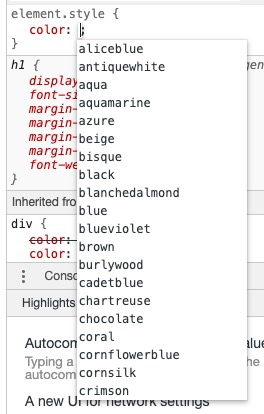 element.style {
color: ;
}
h1 {
display
font-si
margin-
margin-
margin-
margin-
font-we
}
Inherited fro
div {
color:
color:
Conso
Highlights
Autocom
Typing a
autocom
A new UI for network settings
aliceblue
antiquewhite
aqua
aquamarine
azure
beige
bisque
black
blanchedalmond
blue
blueviolet
brown
burlywood
cadetblue
chartreuse
chocolate
coral
cornflowerblue
cornsilk
crimson
gen
alue
the